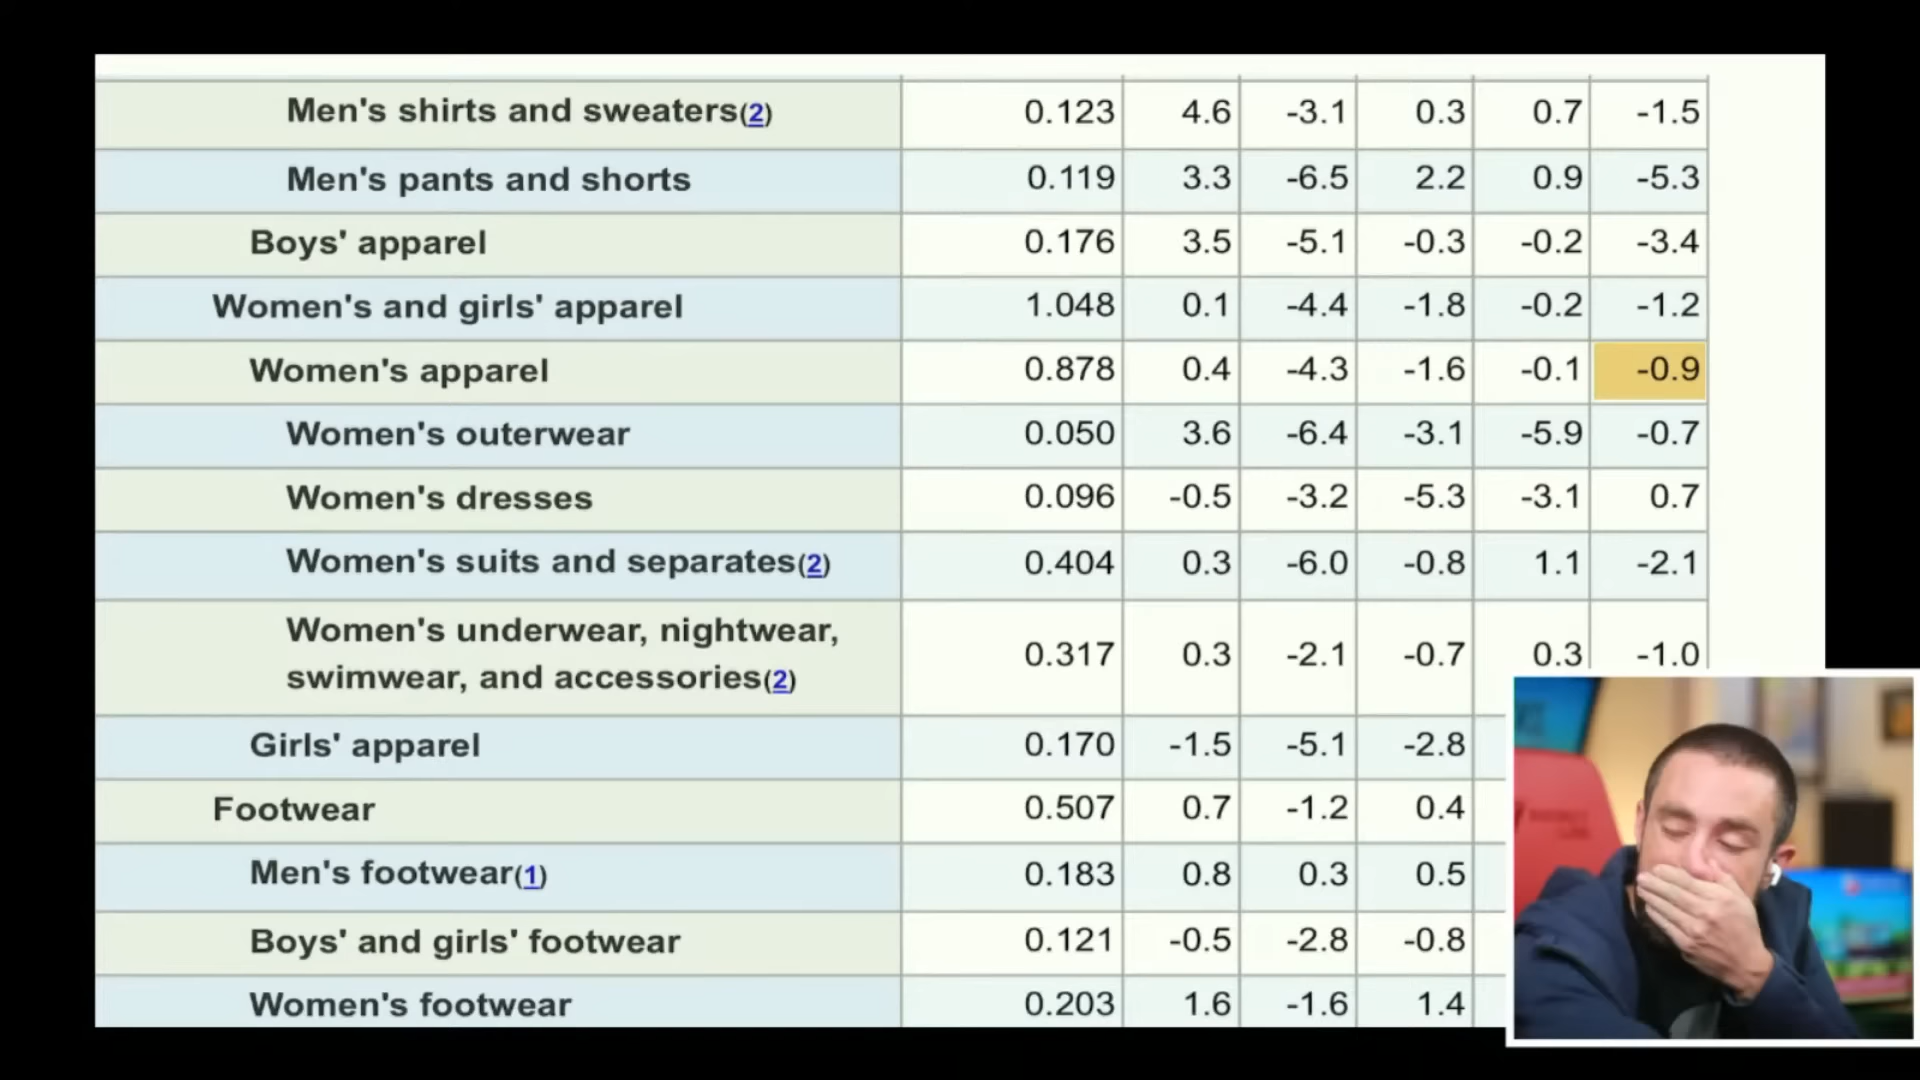 Men's shirts and sweaters(2) 0.123 4.6 -3.1 0.3 0.7 -1.5
Men's pants and shorts 0.119 3.3 -6.5 2.2 0.9 -5.3
Boys' apparel 0.176 3.5 -5.1 -0.3 -0.2 -3.4
Women's and girls' apparel 1.048 0.1 -4.4 -1.8 -0.2 -1.2
Women's apparel 0.878 0.4 -4.3 -1.6 -0.1 -0.9
Women's outerwear 0.050 3.6 -6.4 -3.1 -5.9 -0.7
Women's dresses 0.096 -0.5 -3.2 -5.3 -3.1 0.7
Women's suits and separates(2) 0.404 0.3 -6.0 -0.8 1.1 -2.1
Women's underwear, nightwear,
swimwear, and accessories(2) 0.317 0.3 -2.1 -0.7 0.3 -1.0
Girls' apparel 0.170 -1.5 -5.1 -2.8
Footwear 0.507 0.7 -1.2 0.4
Men's footwear(1) 0.183 0.8 0.3 0.5
Boys' and girls' footwear 0.121 -0.5 -2.8 -0.8
Women's footwear 0.203 1.6 -1.6 1.4